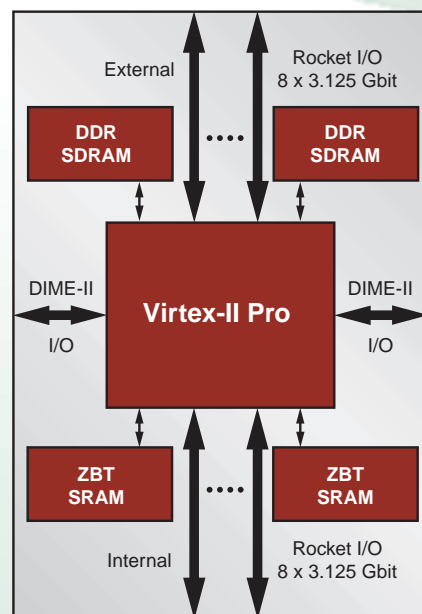 External
Rocket I/O
8 x 3.125 Gbit
DDR
SDRAM
DDR
SDRAM
DIME-II
I/O
Virtex-II Pro
DIME-II
I/O
ZBT
SRAM
ZBT
SRAM
Internal
Rocket I/O
8 x 3.125 Gbit